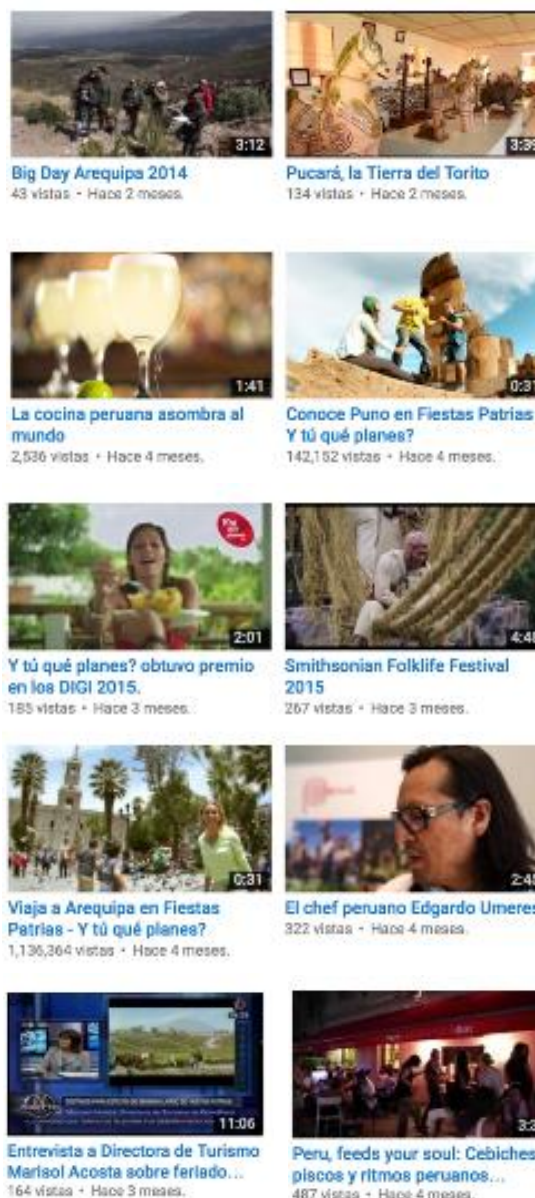 3:12
Big Day Arequipa 2014
43 vistas • Hace 2 meses.
3:39
Pucará, la Tierra del Torito
134 vistas • Hace 2 meses.
1:41
La cocina peruana asombra al
mundo
2,536 vistas • Hace 4 meses.
0:31
Conoce Puno en Fiestas Patrias
Y tú qué planes?
142,152 vistas • Hace 4 meses.
2:01
Y tú qué planes? obtuvo premio
en los DIGI 2015.
185 vistas • Hace 3 meses.
Smithsonian Folklife Festival
2015
267 vistas • Hace 3 meses.
0:31
Viaja a Arequipa en Fiestas
Patrias - Y tú qué planes?
1,136,364 vistas • Hace 4 meses.
El chef peruano Edgardo Umeres
322 vistas • Hace 4 meses.
11:06
Entrevista a Directora de Turismo
Marisol Acosta sobre feriado...
164 vistas • Hace 3 meses.
Peru, feeds your soul: Cebiches
piscos y ritmos peruanos...
487 vistas • Hace 4 meses.